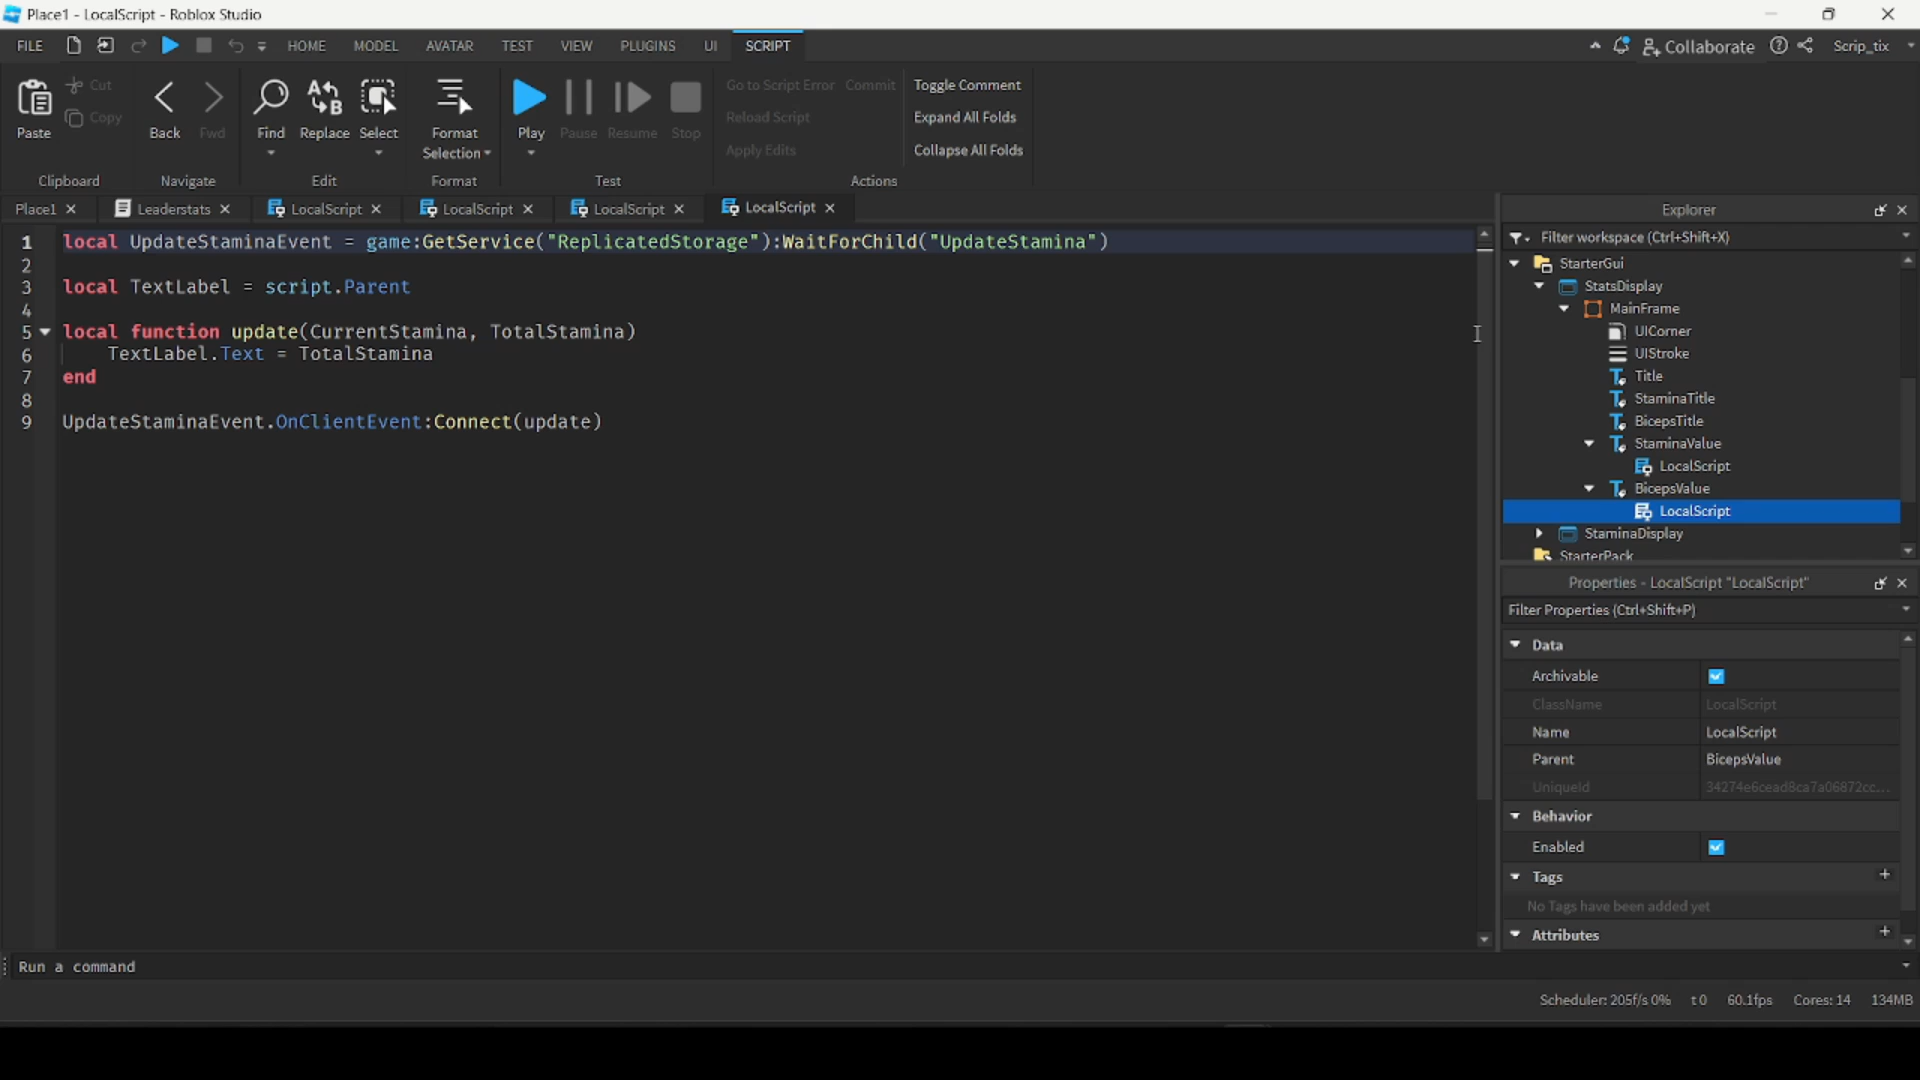 Place1 - LocalScript - Roblox Studio
FILE HOME MODEL AVATAR TEST VIEW PLUGINS UI SCRIPT Collaborate Scrip_tix
Paste Cut Copy
Clipboard
Back Fwd
Navigate
Find Replace Select
Edit
Format
Selection
Format
Play Pause Resume Stop
Test
Go to Script Error Commit
Reload Script
Apply Edits
Toggle Comment
Expand All Folds
Collapse All Folds
Actions
Place1 Leaderstats LocalScript LocalScript LocalScript LocalScript
1 local UpdateStaminaEvent = game:GetService("ReplicatedStorage"):WaitForChild("UpdateStamina")
2
3 local TextLabel = script.Parent
4
5 local function update(CurrentStamina, TotalStamina)
6 TextLabel.Text = TotalStamina
7 end
8
9 UpdateStaminaEvent.OnClientEvent:Connect(update)
Explorer
Filter workspace (Ctrl+Shift+X)
StarterGui
StatsDisplay
MainFrame
UICorner
UIStroke
Title
StaminaTitle
BicepsTitle
StaminaValue
LocalScript
BicepsValue
LocalScript
StaminaDisplay
StarterPack
Properties - LocalScript "LocalScript"
Filter Properties (Ctrl+Shift+P)
Data
Archivable
ClassName LocalScript
Name LocalScript
Parent BicepsValue
UniqueId 34274e6cead8ca7a06872cc...
Behavior
Enabled
Tags +
No Tags have been added yet
Attributes +
Run a command
Scheduler: 205f/s 0% t 0 60.1fps Cores: 14 134MB